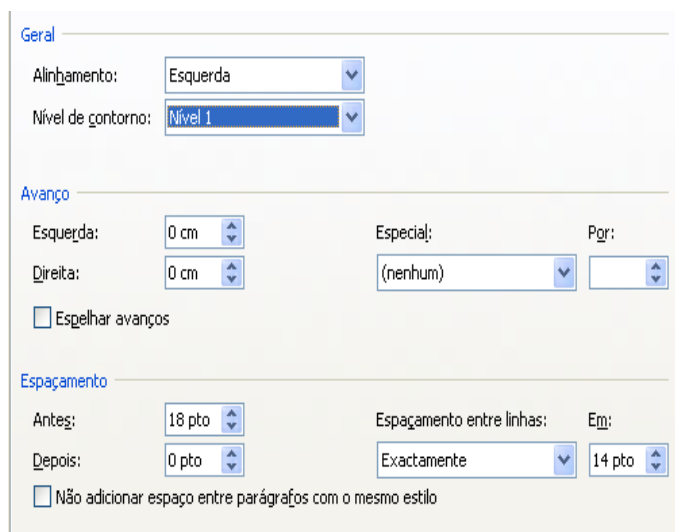 Geral
Alinhamento: Esquerda
Nível de contorno: Nível 1
Avanço
Esquerda: 0 cm Especial: Por:
Direita: 0 cm (nenhum)
Espelhar avanços
Espaçamento
Antes: 18 pto Espaçamento entre linhas: Em:
Depois: 0 pto Exactamente 14 pto
Não adicionar espaço entre parágrafos com o mesmo estilo